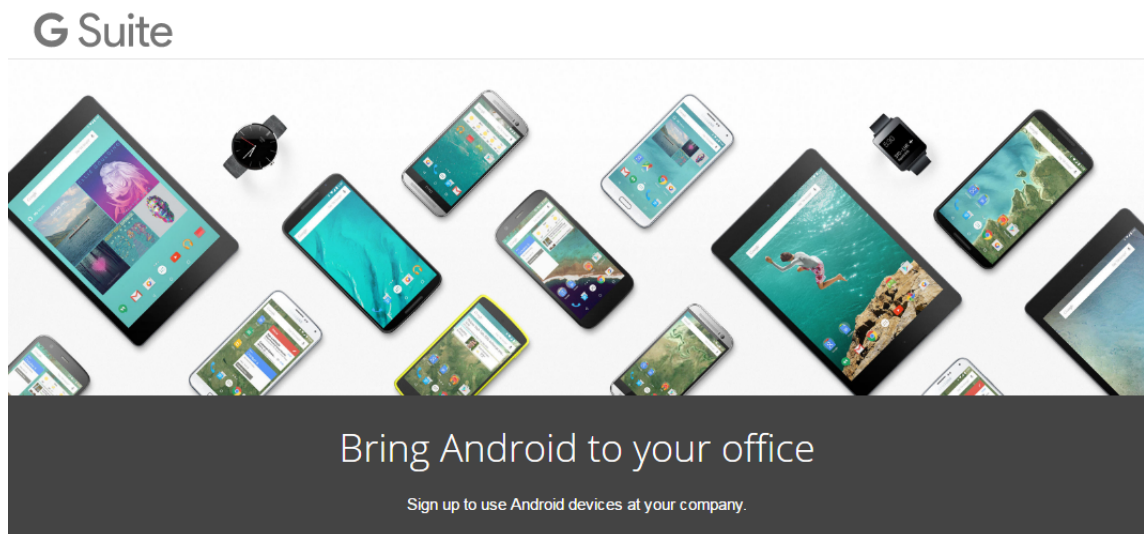 G Suite
Bring Android to your office
Sign up to use Android devices at your company.